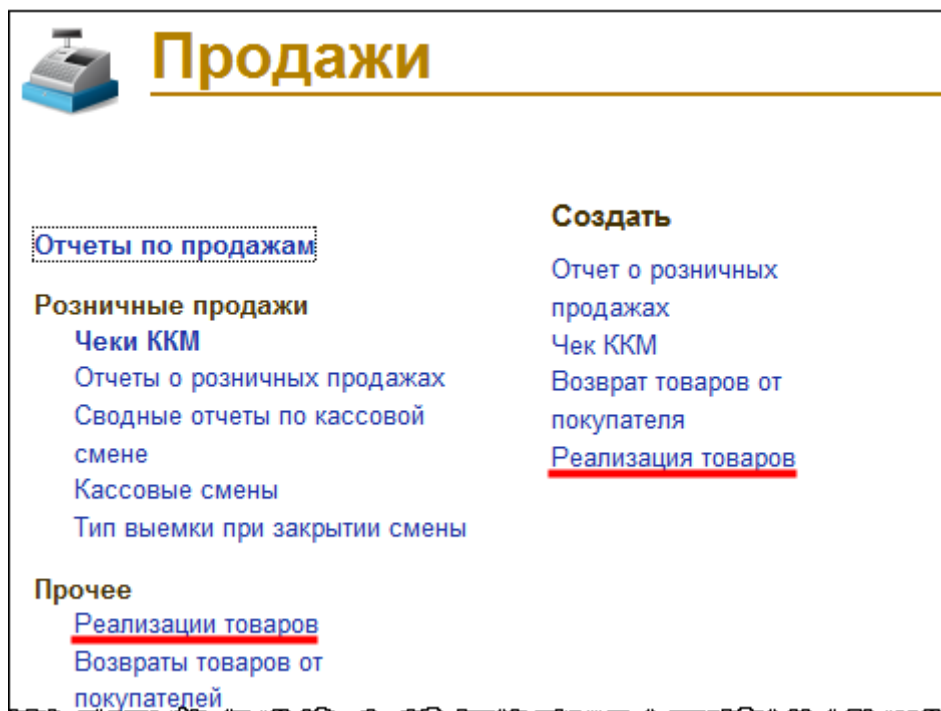 Продажи
Отчеты по продажам
Розничные продажи
Чеки ККМ
Отчеты о розничных продажах
Сводные отчеты по кассовой
смене
Кассовые смены
Тип выемки при закрытии смены
Прочее
Реализации товаров
Возвраты товаров от
покупателей
Создать
Отчет о розничных
продажах
Чек ККМ
Возврат товаров от
покупателя
Реализация товаров